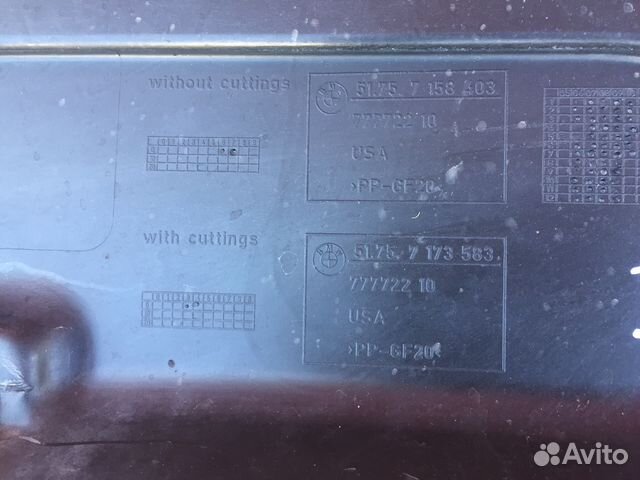 without cuttings
51.75 7 158 403
777722 10
USA
>PP-GF20<
with cuttings
BMW
51.75. 7 173 583
777722 10
USA
>PP-GF20<
Avito